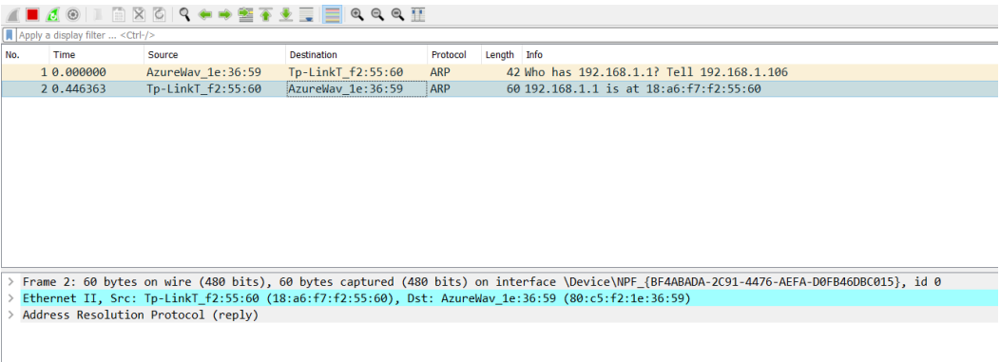 Apply a display filter ... <Ctrl-/>
No. Time Source Destination Protocol Length Info
1 0.000000 AzureWav_1e:36:59 Tp-LinkT_f2:55:60 ARP 42 Who has 192.168.1.1? Tell 192.168.1.106
2 0.446363 Tp-LinkT_f2:55:60 AzureWav_1e:36:59 ARP 60 192.168.1.1 is at 18:a6:f7:f2:55:60
> Frame 2: 60 bytes on wire (480 bits), 60 bytes captured (480 bits) on interface \Device\NPF_{BF4ABADA-2C91-4476-AEFA-D0FB46DBC015}, id 0
> Ethernet II, Src: Tp-LinkT_f2:55:60 (18:a6:f7:f2:55:60), Dst: AzureWav_1e:36:59 (80:c5:f2:1e:36:59)
> Address Resolution Protocol (reply)